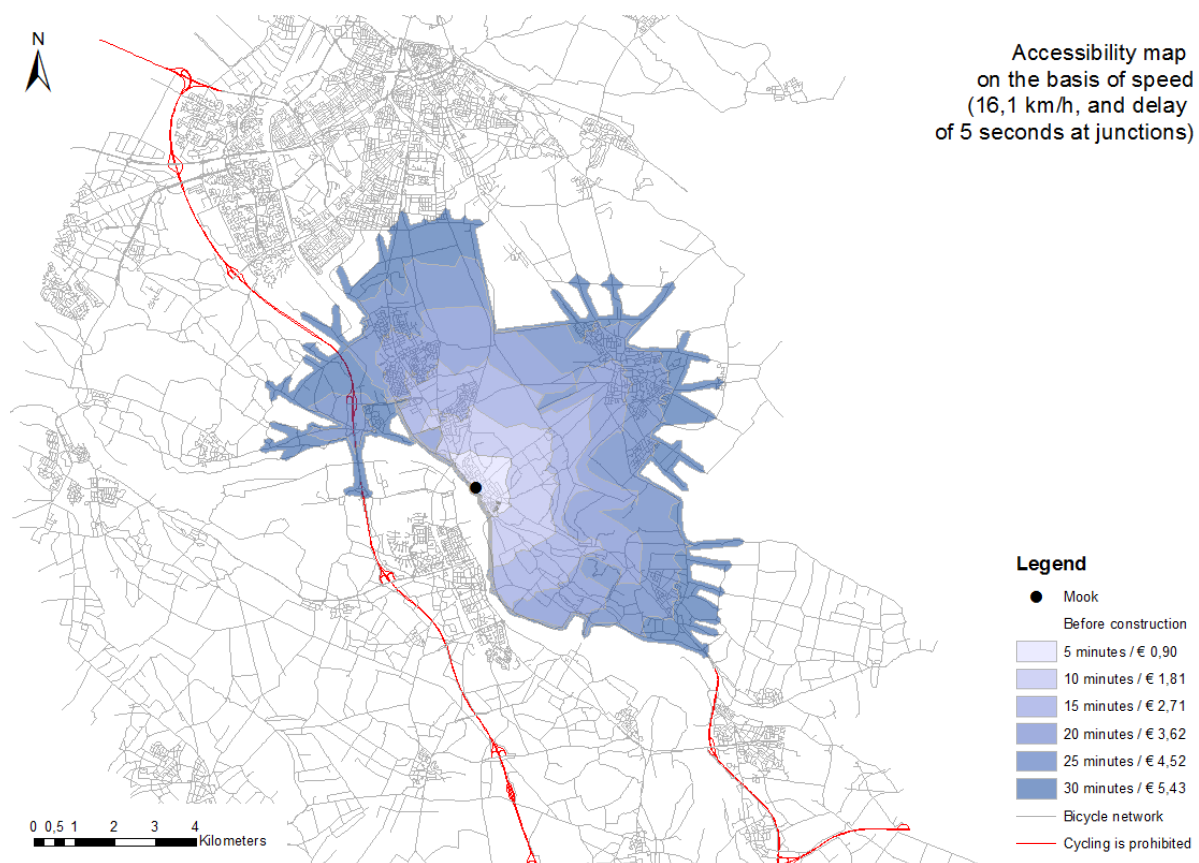 N
Accessibility map
on the basis of speed
(16,1 km/h, and delay
of 5 seconds at junctions)
Legend
Mook
Before construction
5 minutes / € 0,90
10 minutes / € 1,81
15 minutes / € 2,71
20 minutes / € 3,62
25 minutes / € 4,52
30 minutes / € 5,43
Bicycle network
Cycling is prohibited
0 0,5 1 2 3 4
Kilometers